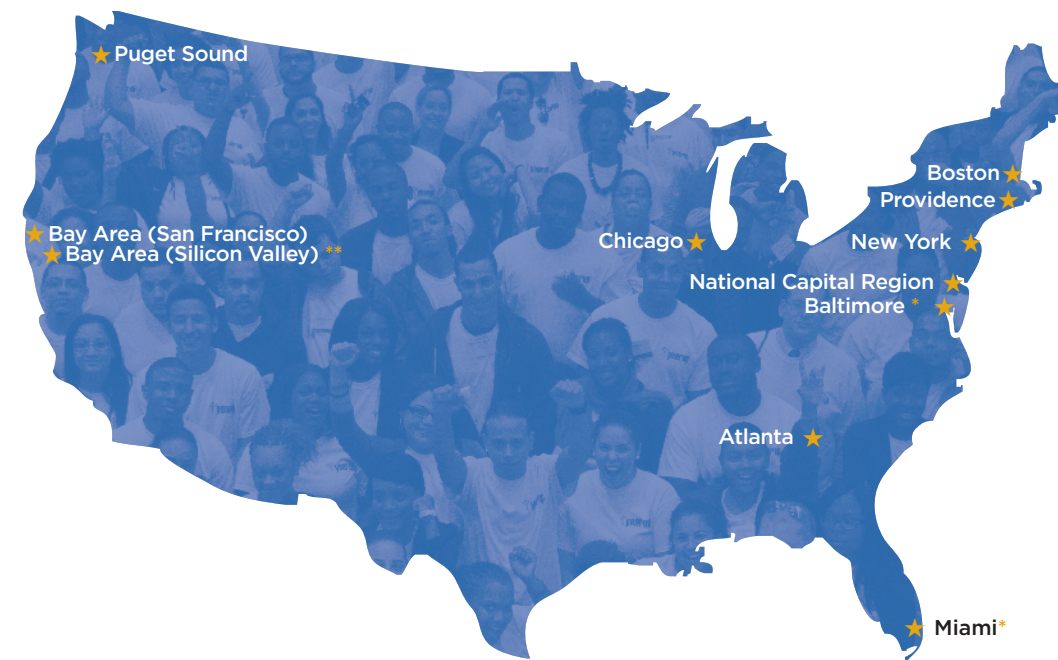 Puget Sound
Boston
Providence
Bay Area (San Francisco)
Chicago
New York
Bay Area (Silicon Valley) **
National Capital Region
Baltimore *
Atlanta
Miami*